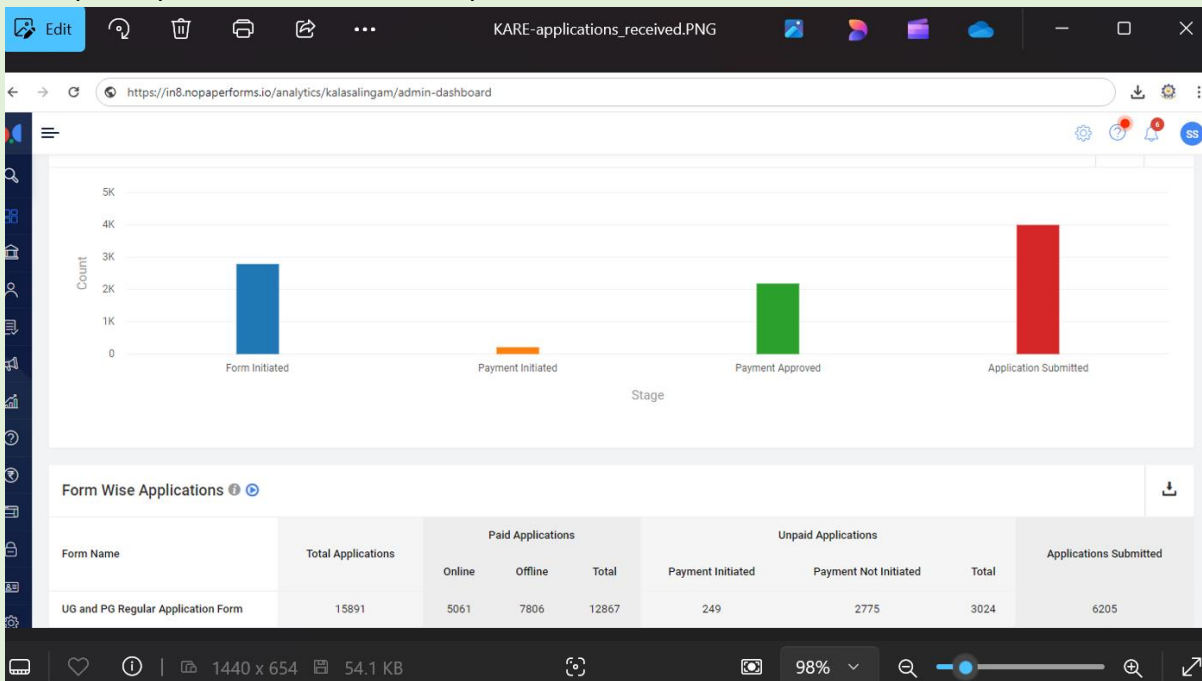 Edit
KARE-applications_received.PNG
https://in8.nopaperforms.io/analytics/kalasalingam/admin-dashboard
6
SS
5K
4K
3K
2K
1K
0
Count
Form Initiated Payment Initiated Payment Approved Application Submitted
Stage
Form Wise Applications
Form Name Total Applications Paid Applications Unpaid Applications Applications Submitted
Online Offline Total Payment Initiated Payment Not Initiated Total
UG and PG Regular Application Form 15891 5061 7806 12867 249 2775 3024 6205
1440 x 654 54.1 KB 98%